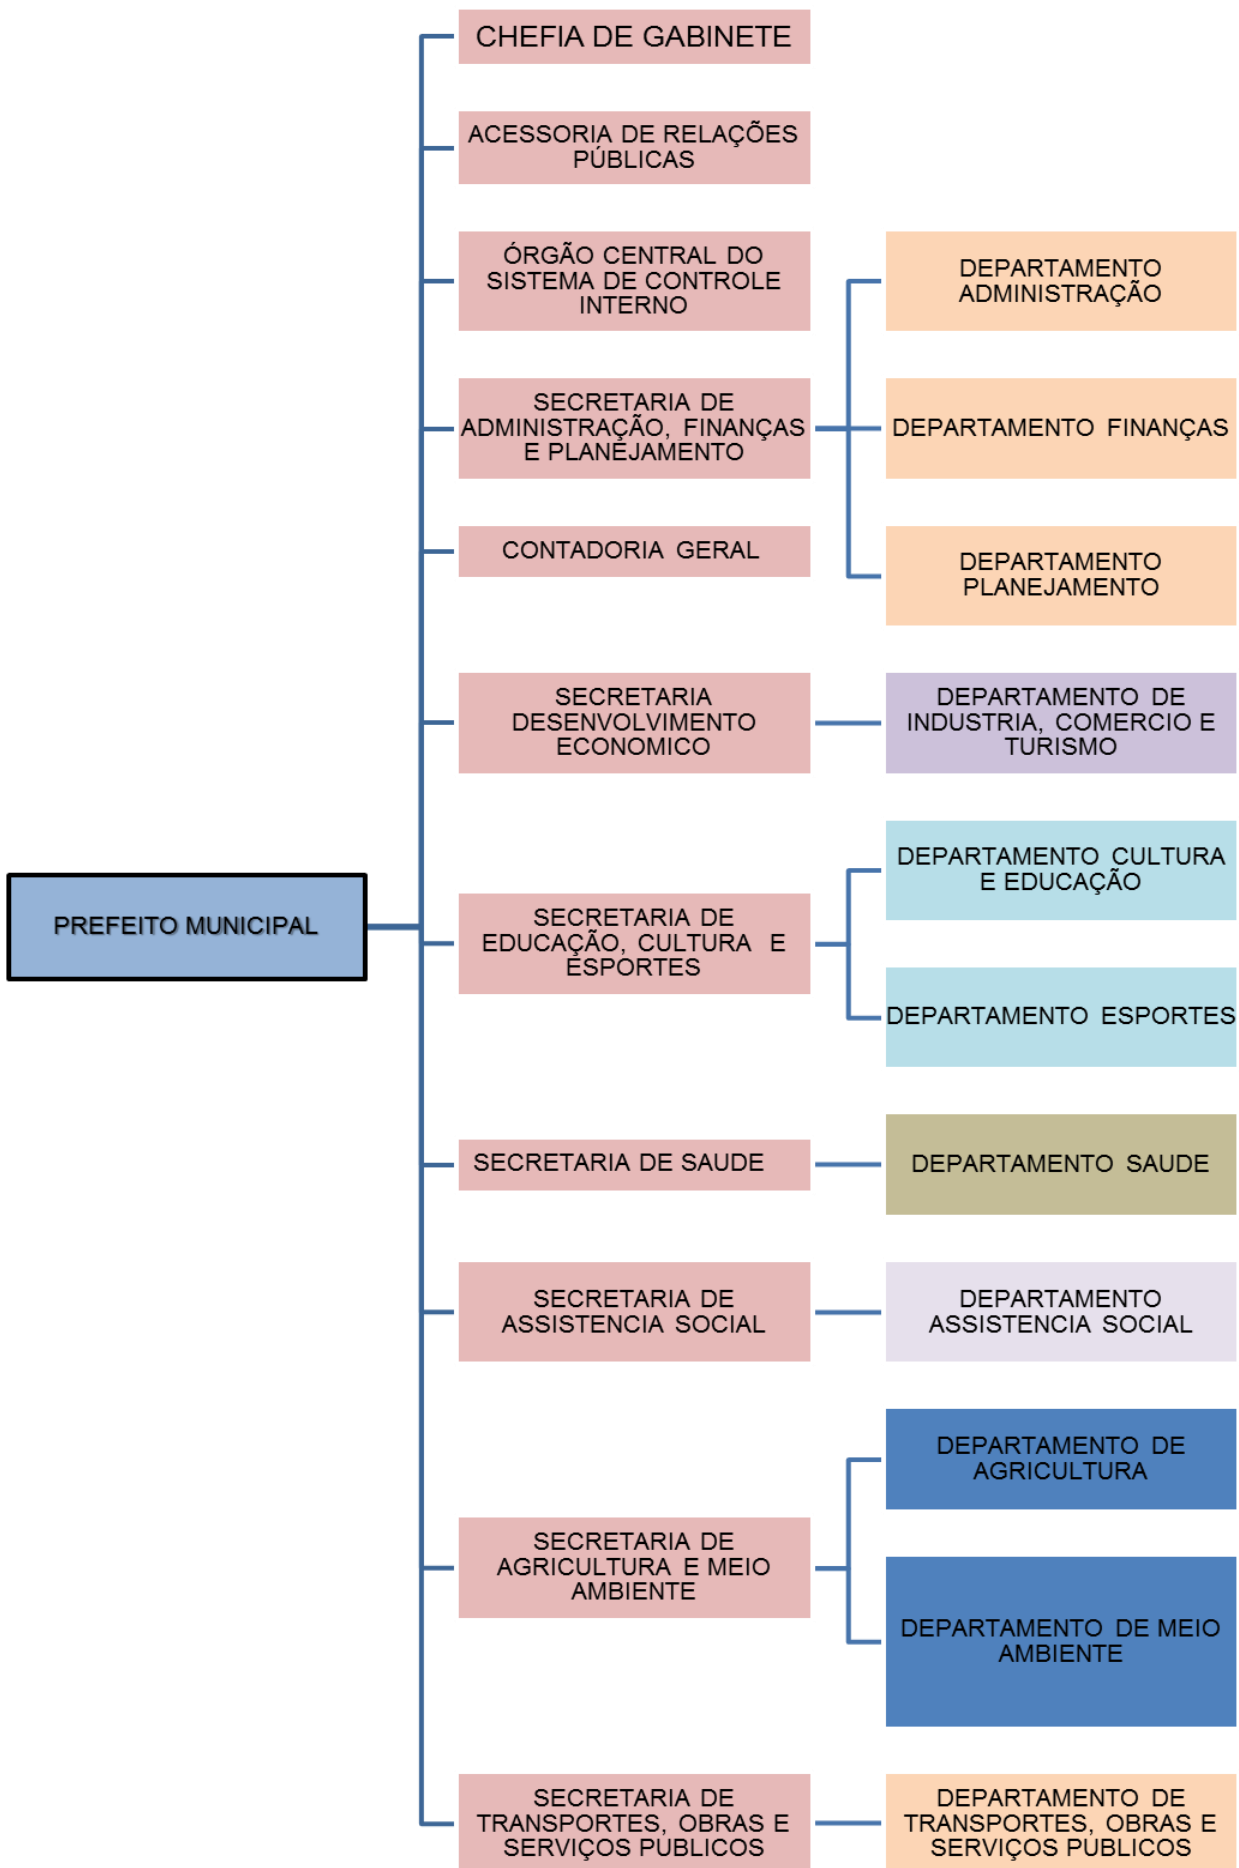 CHEFIA DE GABINETE
ACESSORIA DE RELAÇÕES
PÚBLICAS
ÓRGÃO CENTRAL DO
SISTEMA DE CONTROLE
INTERNO
DEPARTAMENTO
ADMINISTRAÇÃO
SECRETARIA DE
ADMINISTRAÇÃO, FINANÇAS
E PLANEJAMENTO
DEPARTAMENTO FINANÇAS
CONTADORIA GERAL
DEPARTAMENTO
PLANEJAMENTO
SECRETARIA
DESENVOLVIMENTO
ECONOMICO
DEPARTAMENTO DE
INDUSTRIA, COMERCIO E
TURISMO
PREFEITO MUNICIPAL
SECRETARIA DE
EDUCAÇÃO, CULTURA E
ESPORTES
DEPARTAMENTO CULTURA
E EDUCAÇÃO
DEPARTAMENTO ESPORTES
SECRETARIA DE SAUDE
DEPARTAMENTO SAUDE
SECRETARIA DE
ASSISTENCIA SOCIAL
DEPARTAMENTO
ASSISTENCIA SOCIAL
SECRETARIA DE
AGRICULTURA E MEIO
AMBIENTE
DEPARTAMENTO DE
AGRICULTURA
DEPARTAMENTO DE MEIO
AMBIENTE
SECRETARIA DE
TRANSPORTES, OBRAS E
SERVIÇOS PÚBLICOS
DEPARTAMENTO DE
TRANSPORTES, OBRAS E
SERVIÇOS PÚBLICOS